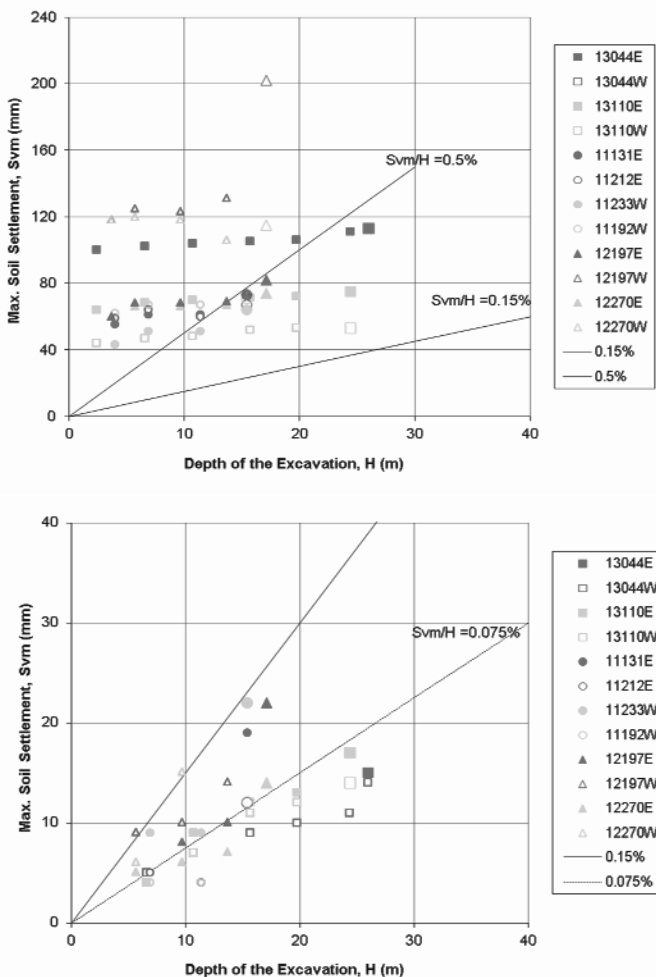 240
200
150
120
80
40
0
0
10
20
30
40
Max. Soil Settlement, Svm (mm)
Depth of the Excavation, H (m)
Svm/H =0.5%
Svm/H =0.15%
13044E
13044W
13110E
13110W
11131E
11212E
11233W
11192W
12197E
12197W
12270E
12270W
0.15%
0.5%
40
30
20
10
0
0
10
20
30
40
Max. Soil Settlement, Svm (mm)
Depth of the Excavation, H (m)
Svm/H =0.075%
13044E
13044W
13110E
13110W
11131E
11212E
11233W
11192W
12197E
12197W
12270E
12270W
0.15%
0.075%